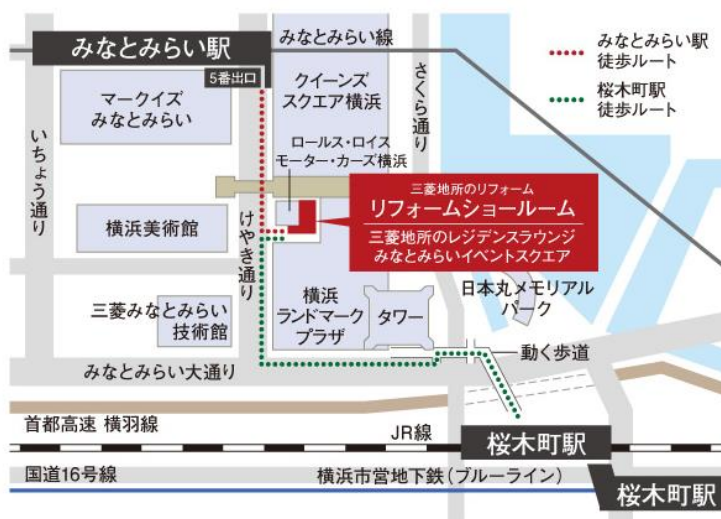 みなとみらい駅
5番出口
みなとみらい線
みなとみらい駅
徒歩ルート
桜木町駅
徒歩ルート
マークイズ
みなとみらい
クイーンズ
スクエア横浜
さくら通り
いちょう通り
ロールス・ロイス
モーター・カーズ横浜
三菱地所のリフォーム
リフォームショールーム
三菱地所のレジデンスラウンジ
みなとみらいイベントスクエア
横浜美術館
けやき通り
三菱みなとみらい
技術館
横浜
ランドマーク
プラザ
タワー
日本丸メモリアル
パーク
動く歩道
みなとみらい大通り
首都高速 横羽線
JR線
桜木町駅
国道16号線
横浜市営地下鉄(ブルーライン)
桜木町駅